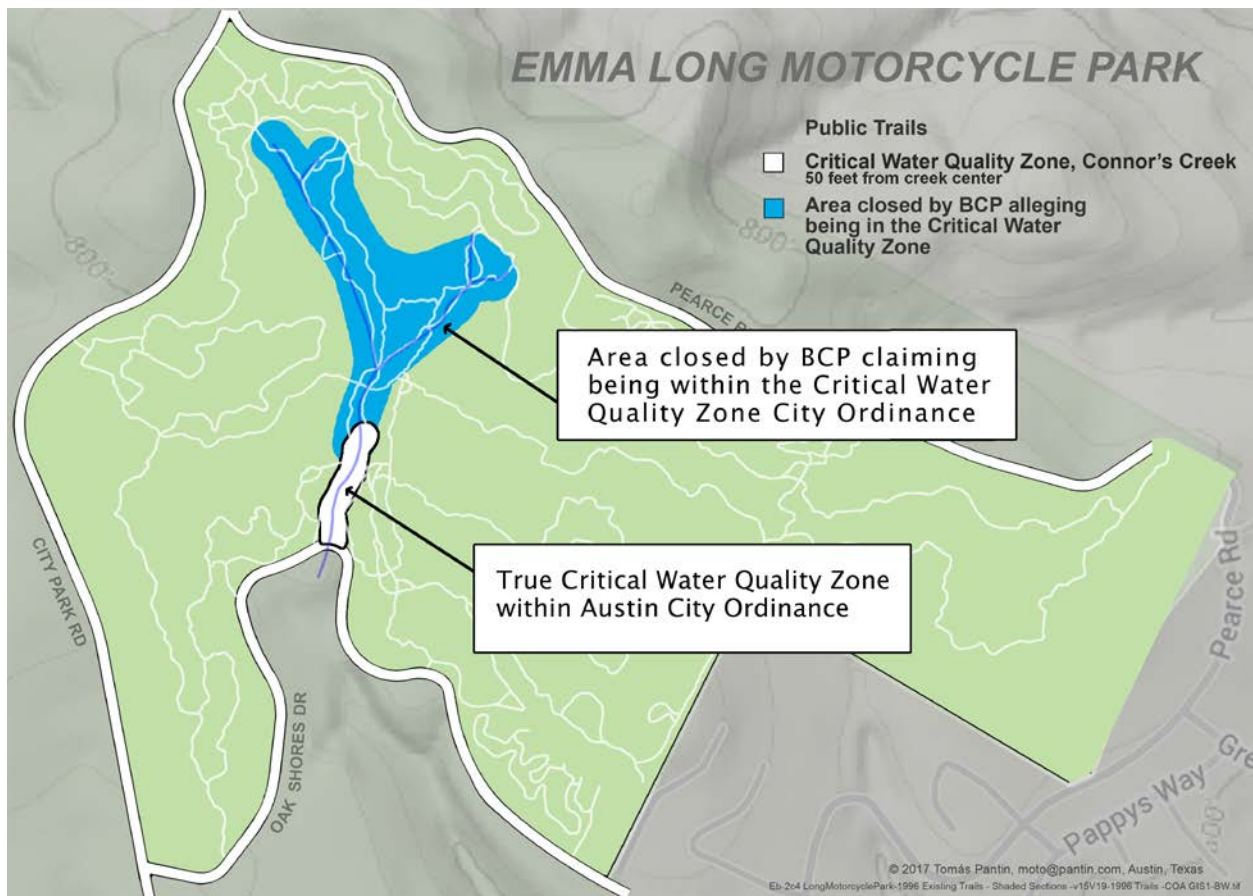 EMMA LONG MOTORCYCLE PARK
Public Trails
Critical Water Quality Zone, Connor's Creek
50 feet from creek center
Area closed by BCP alleging
being in the Critical Water
Quality Zone
800
800
PEARCE R
Area closed by BCP claiming
being within the Critical Water
Quality Zone City Ordinance
True Critical Water Quality Zone
within Austin City Ordinance
CITY PARK RD
OAK SHORES DR
Pearce Rd
Pappys Way
Gre
800
© 2017 Tomás Pantin, moto@pantin.com, Austin, Texas